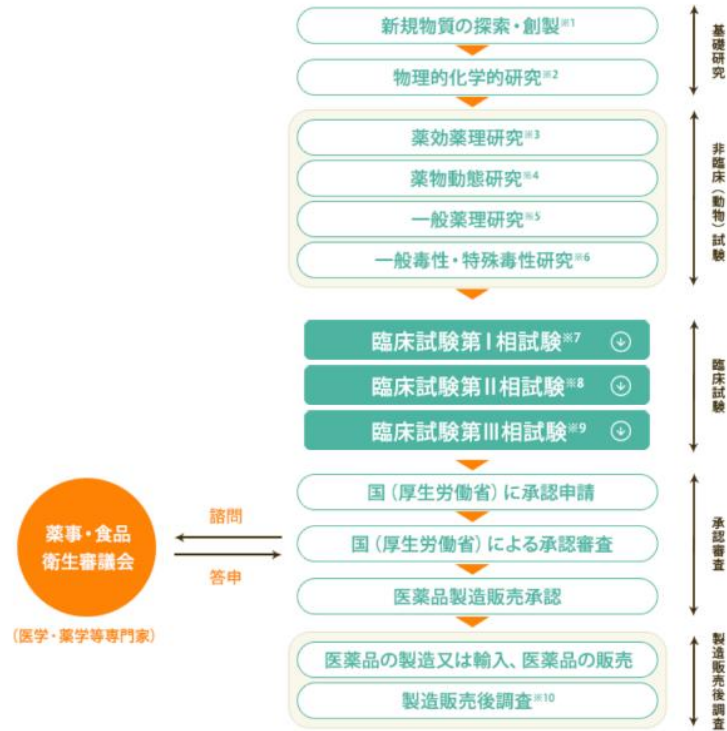 新規物質の探索・創製※1
物理的化学的研究※2
基礎研究
薬効薬理研究※3
薬物動態研究※4
一般薬理研究※5
一般毒性・特殊毒性研究※6
非臨床（動物）試験
臨床試験第Ⅰ相試験※7
臨床試験第Ⅱ相試験※8
臨床試験第Ⅲ相試験※9
臨床試験
国（厚生労働省）に承認申請
国（厚生労働省）による承認審査
医薬品製造販売承認
承認審査
薬事・食品
衛生審議会
（医学・薬学等専門家）
諮問
答申
医薬品の製造又は輸入、医薬品の販売
製造販売後調査※10
製造販売後調査